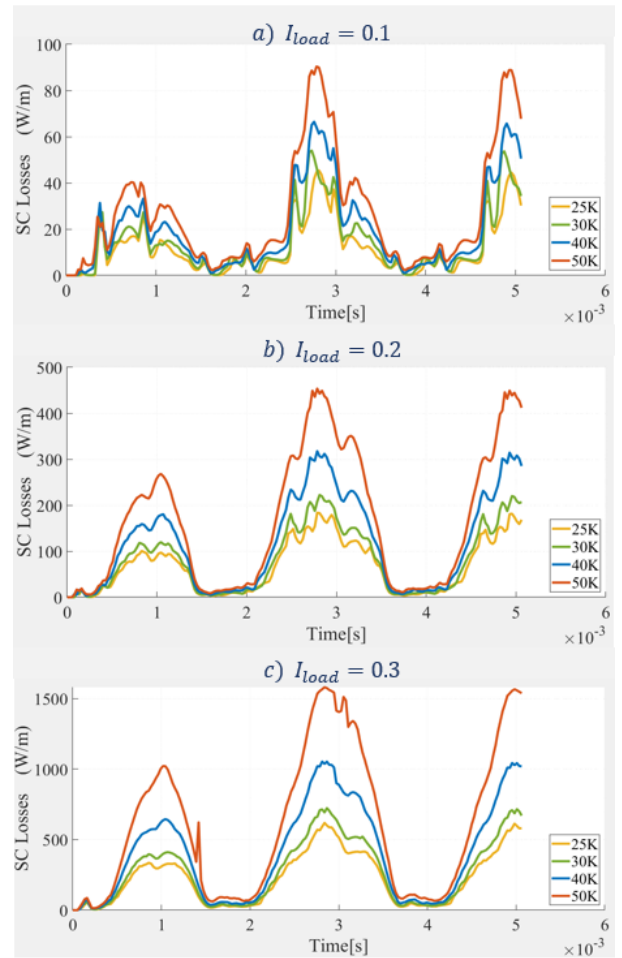 a) I_load = 0.1
100
80
60
40
20
0
SC Losses (W/m)
25K
30K
40K
50K
0 1 2 3 4 5 6
Time[s]
×10⁻³
b) I_load = 0.2
500
400
300
200
100
0
SC Losses (W/m)
25K
30K
40K
50K
0 1 2 3 4 5 6
Time[s]
×10⁻³
c) I_load = 0.3
1500
1000
500
0
SC Losses (W/m)
25K
30K
40K
50K
0 1 2 3 4 5 6
Time[s]
×10⁻³